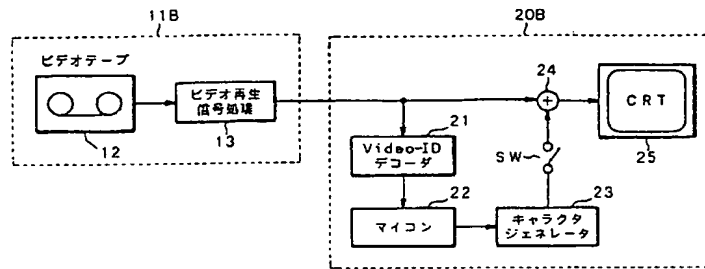 11B
20B
ビデオテープ
12
ビデオ再生
信号処理
13
24
CRT
25
21
Video-ID
デコーダ
SW
22
マイコン
23
キャラクタ
ジェネレータ